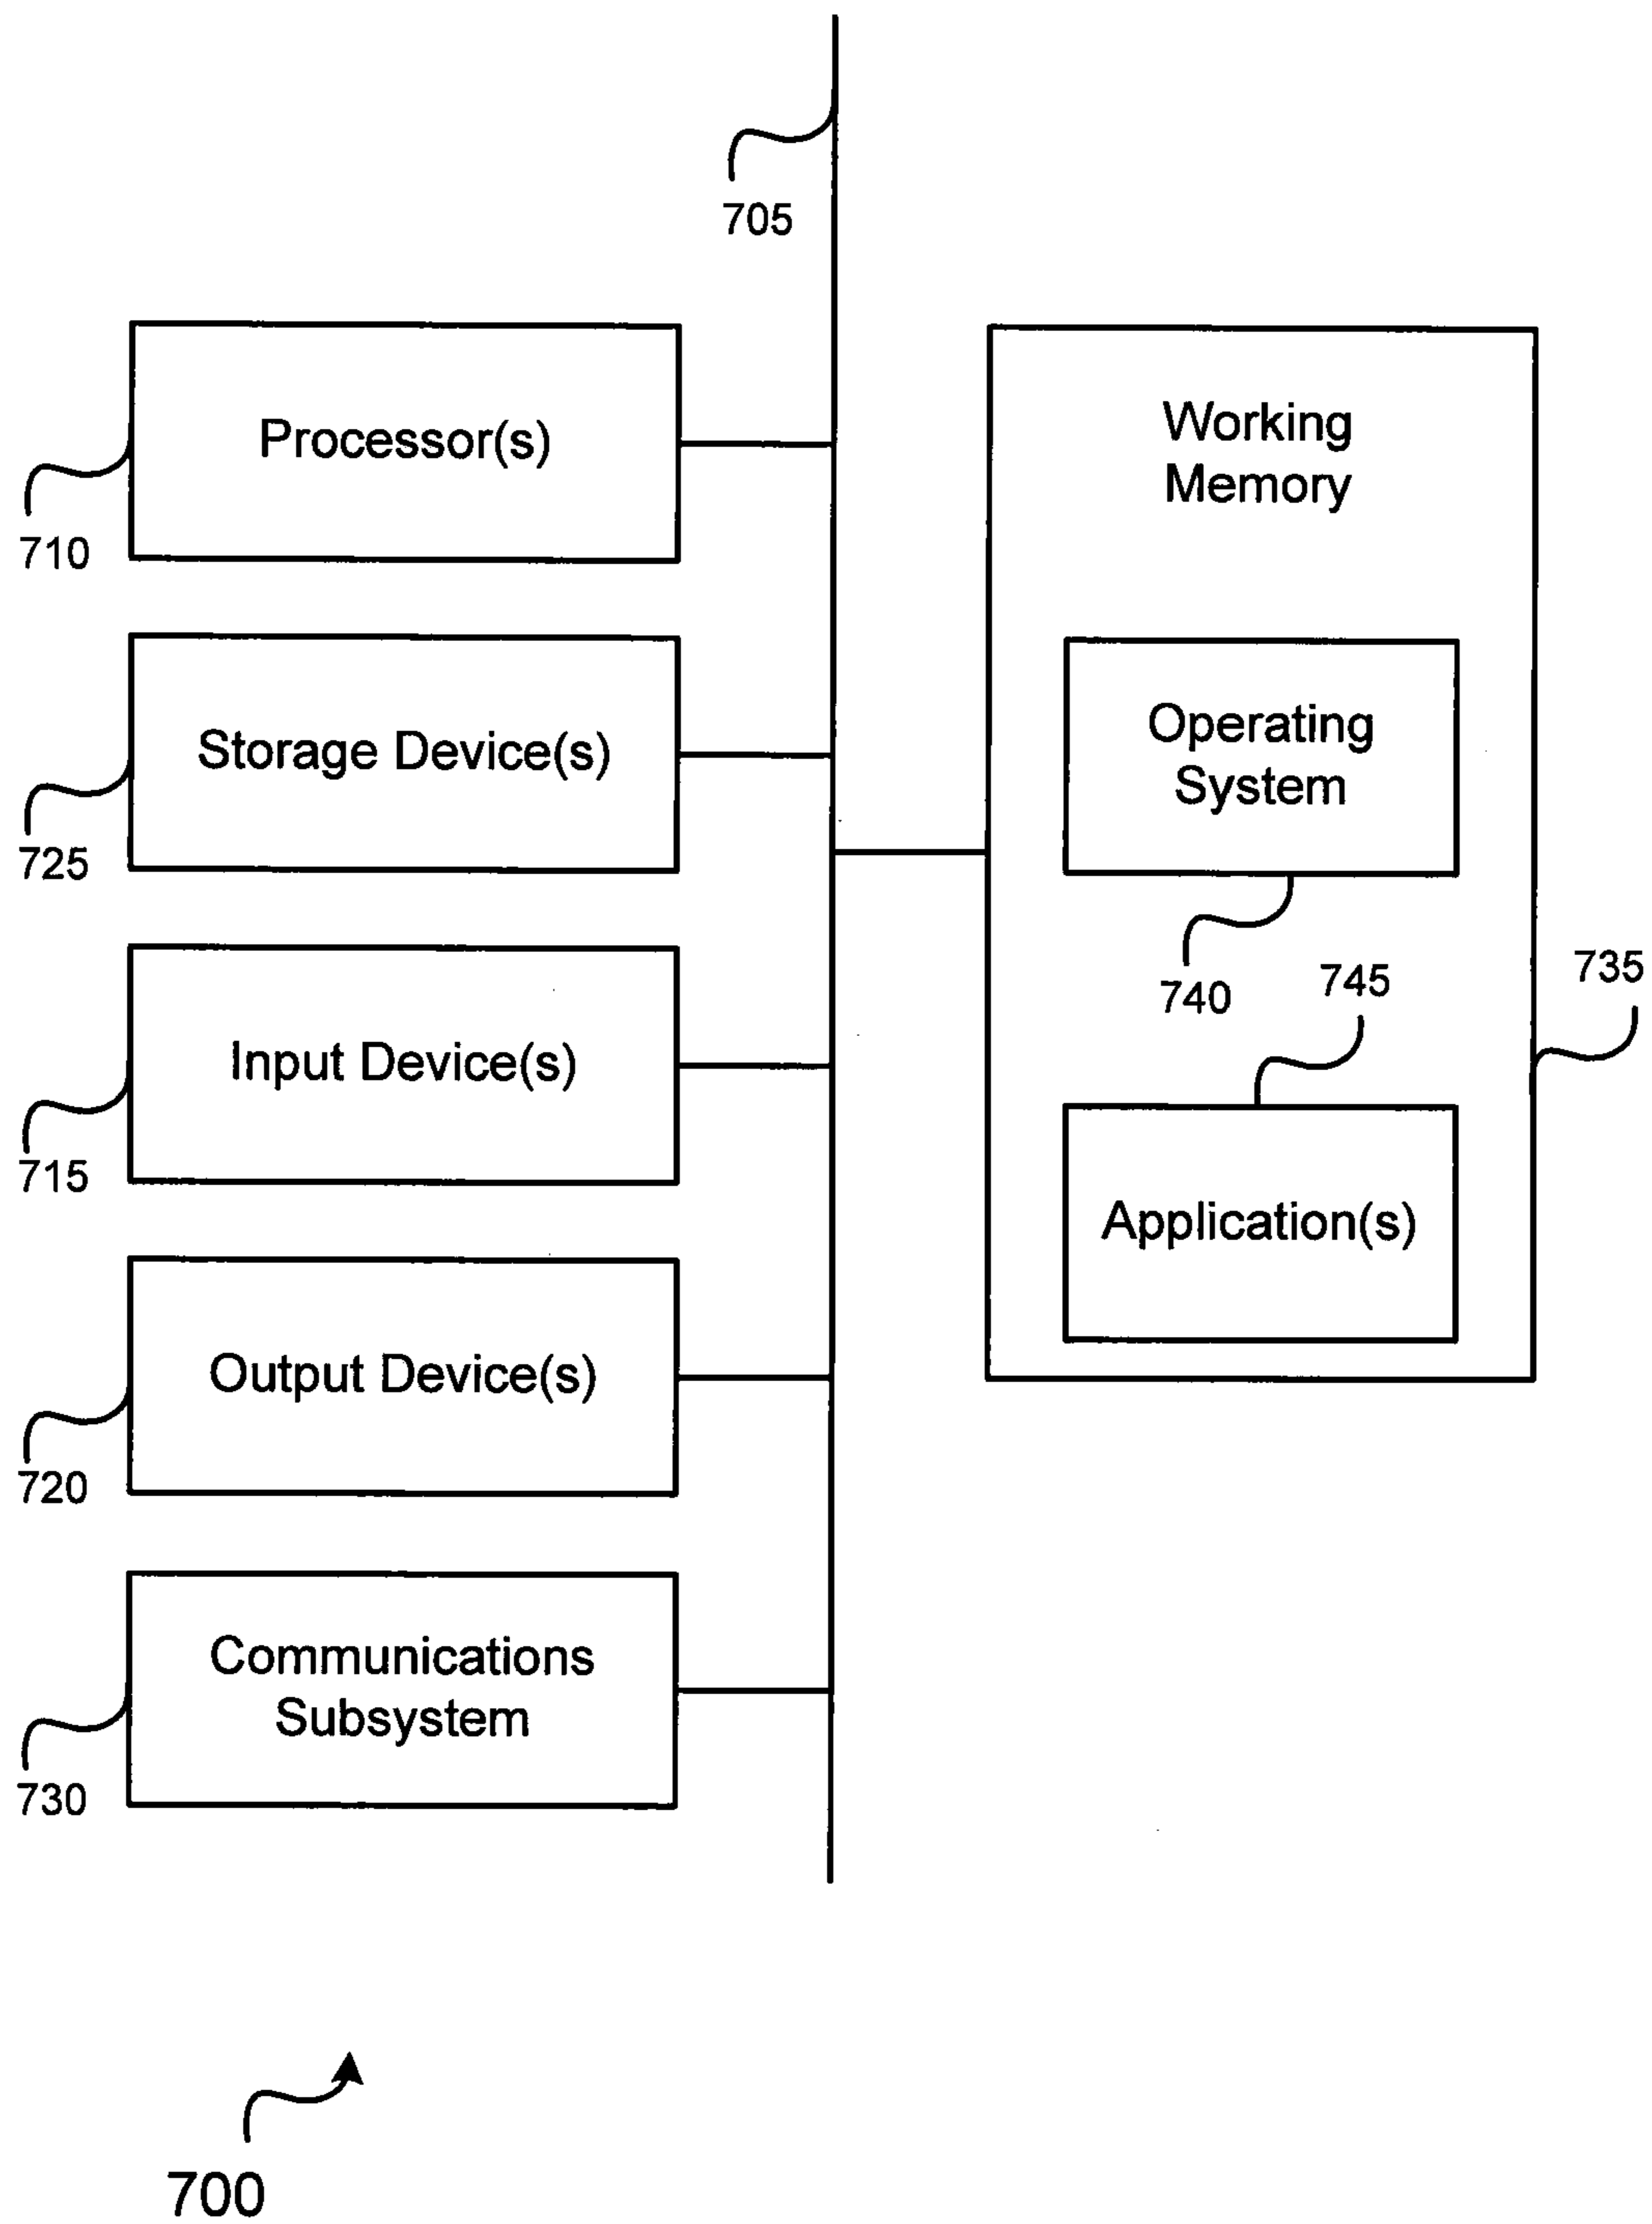 705
Processor(s)
710
Storage Device(s)
725
Input Device(s)
715
Output Device(s)
720
Communications
Subsystem
730
Working
Memory
Operating
System
740
745
735
Application(s)
700